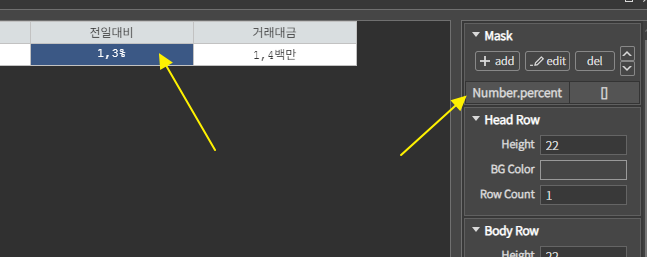 전일대비 거래대금
1,3% 1,4백만
Mask
add edit del
Number.percent []
Head Row
Height 22
BG Color
Row Count 1
Body Row
Height 22